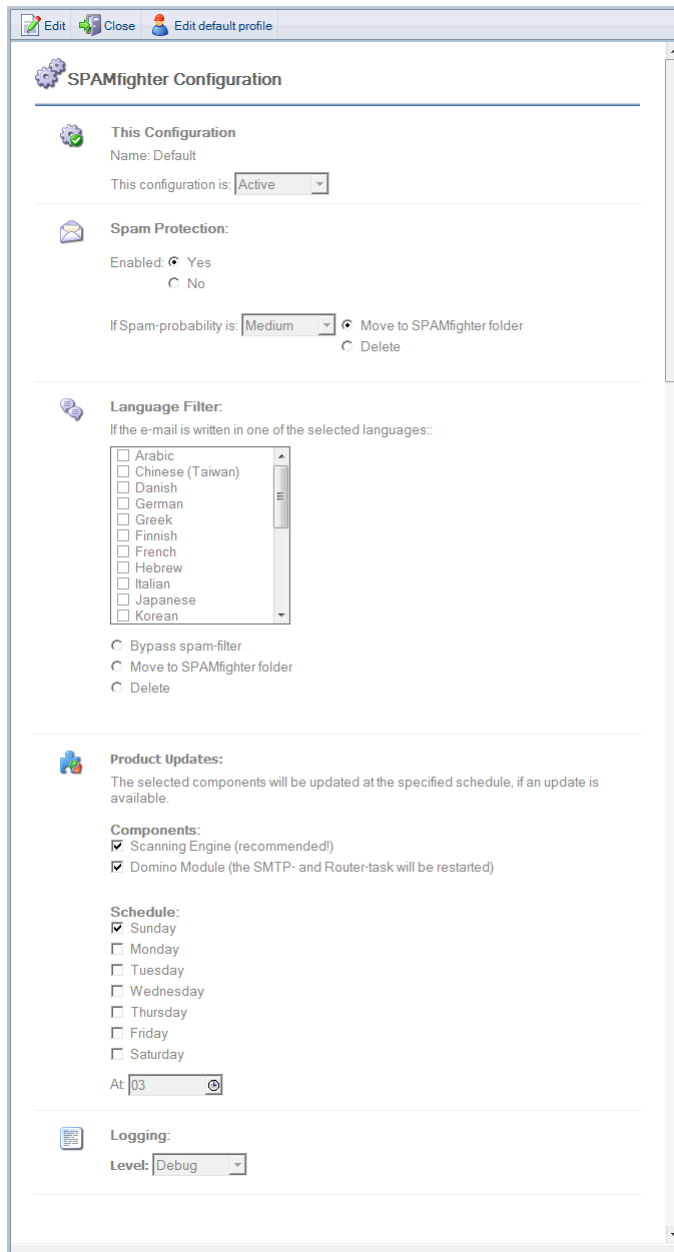 Edit Close Edit default profile
SPAMfighter Configuration
This Configuration
Name: Default
This configuration is: Active
Spam Protection:
Enabled: Yes
No
If Spam-probability is: Medium Move to SPAMfighter folder
Delete
Language Filter:
If the e-mail is written in one of the selected languages::
Arabic
Chinese (Taiwan)
Danish
German
Greek
Finnish
French
Hebrew
Italian
Japanese
Korean
Bypass spam-filter
Move to SPAMfighter folder
Delete
Product Updates:
The selected components will be updated at the specified schedule, if an update is
available.
Components:
Scanning Engine (recommended!)
Domino Module (the SMTP- and Router-task will be restarted)
Schedule:
Sunday
Monday
Tuesday
Wednesday
Thursday
Friday
Saturday
At: 03
Logging:
Level: Debug